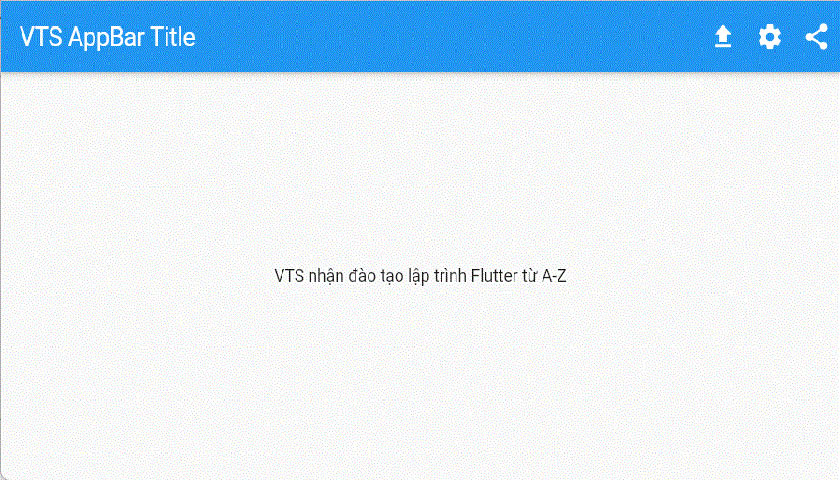 VTS AppBar Title
VTS nhận đào tạo lập trình Flutter từ A-Z